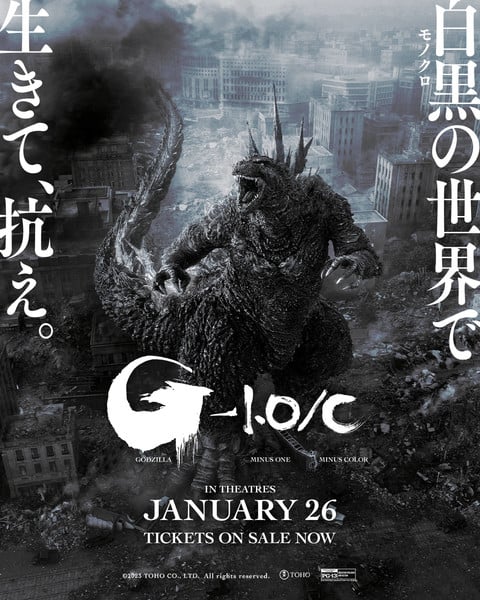 白黒の世界で
モノクロ
生きて、抗え。
G-1.0/C
GODZILLA MINUS ONE MINUS COLOR
IN THEATRES
JANUARY 26
TICKETS ON SALE NOW
©2023 TOHO CO., LTD. All rights reserved. TOHO PG-13